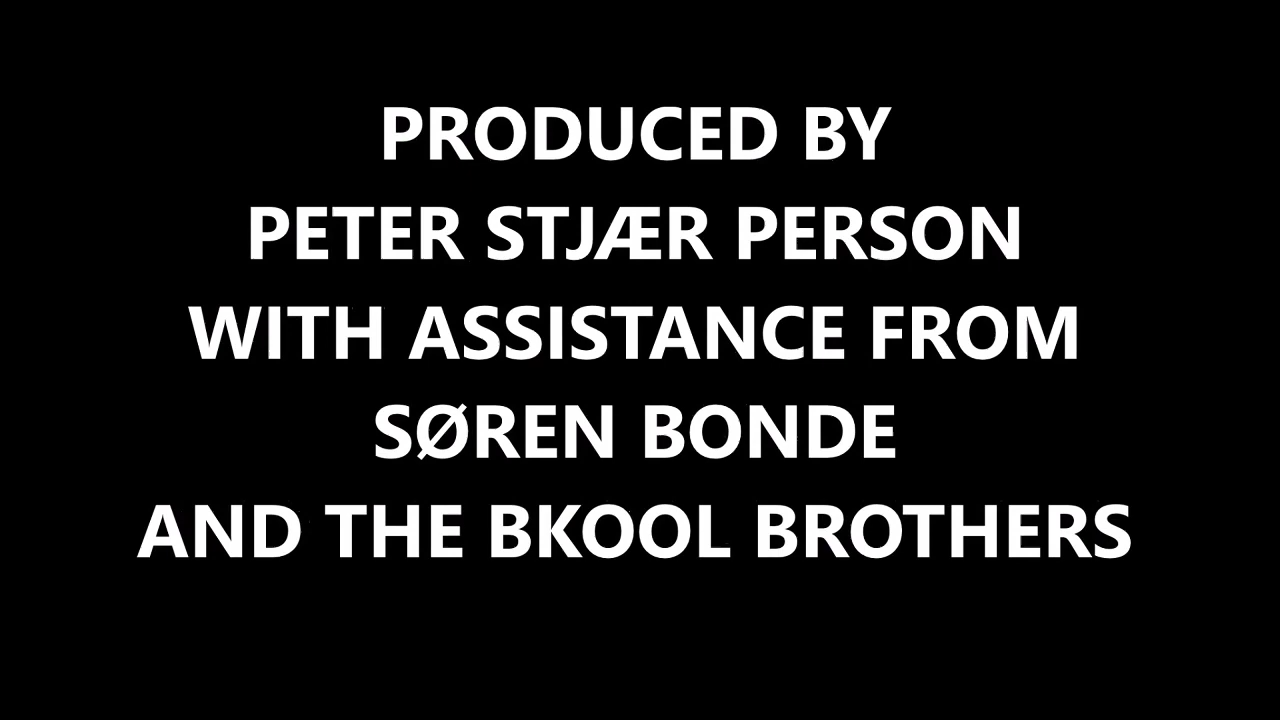 PRODUCED BY
PETER STJÆR PERSON
WITH ASSISTANCE FROM
SØREN BONDE
AND THE BKOOL BROTHERS